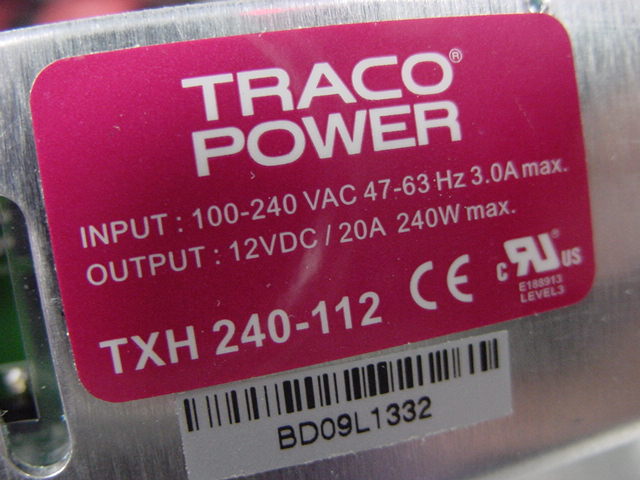 TRACO®
POWER
INPUT : 100-240 VAC 47-63 Hz 3.0A max.
OUTPUT : 12VDC / 20A 240W max.
TXH 240-112
CE
c RU® US
E188913
LEVEL3
BD09L1332